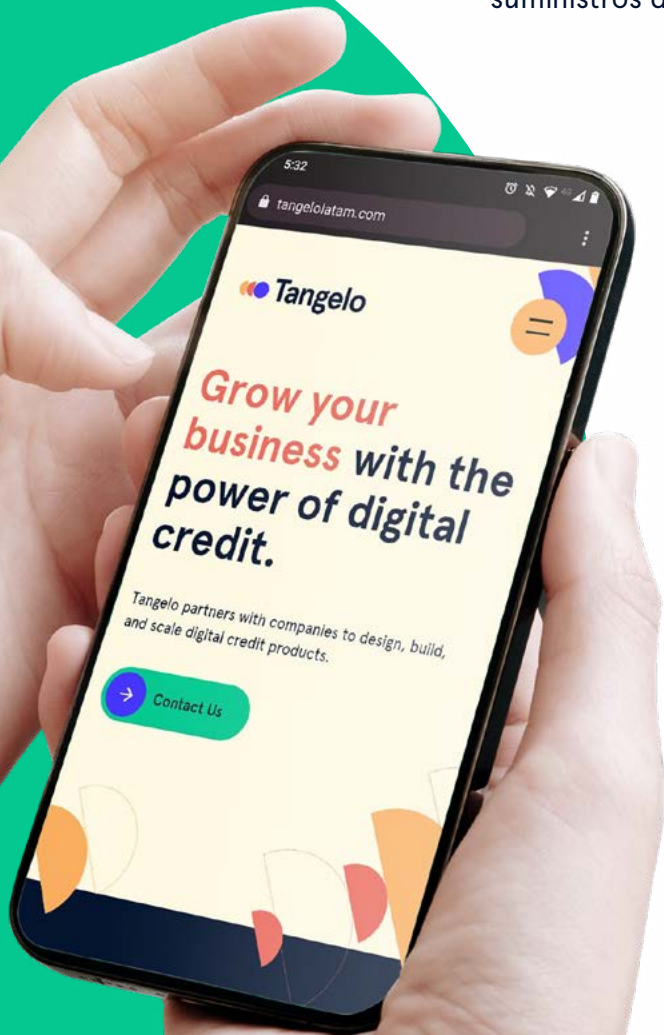 suministros d
5:32
4G
tangelolatam.com
Tangelo
Grow your
business with the
power of digital
credit.
Tangelo partners with companies to design, build,
and scale digital credit products.
Contact Us